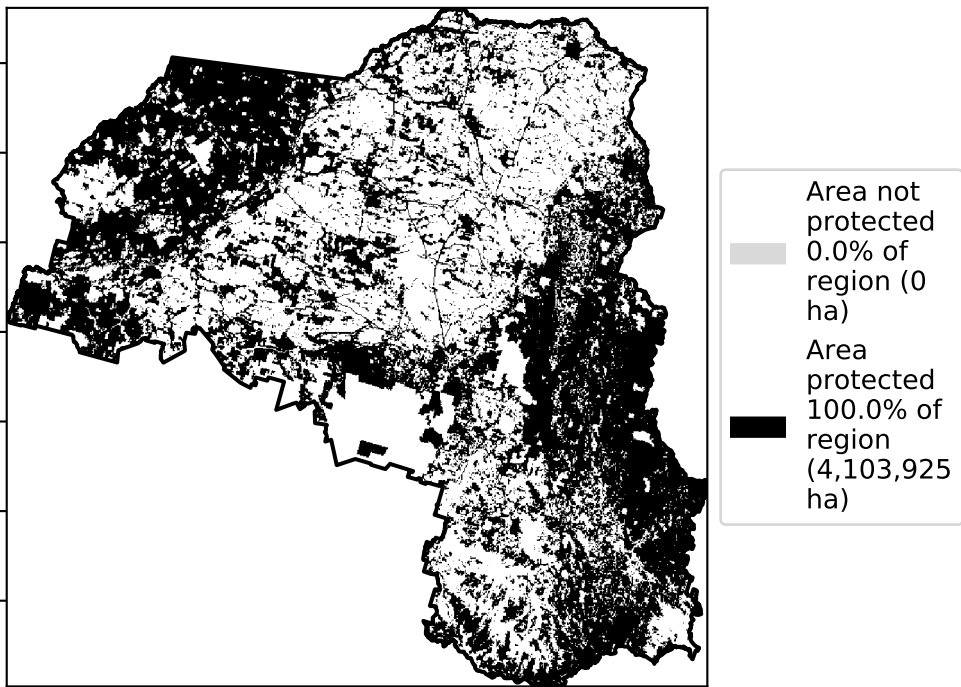 Area not
protected
0.0% of
region (0
ha)
Area
protected
100.0% of
region
(4,103,925
ha)